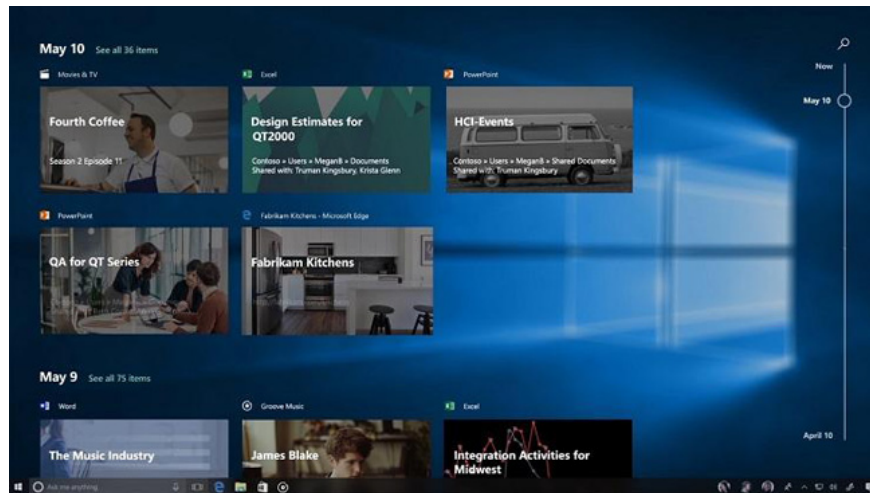 May 10 See all 36 items
Now
May 10
Movies & TV
Excel
PowerPoint
Fourth Coffee
Season 2 Episode 11
Design Estimates for
QT2000
Contoso » Users » MeganB » Documents
Shared with: Truman Kingsbury, Krista Glenn
HCI-Events
Contoso » Users » MeganB » Shared Documents
Shared with: Truman Kingsbury
PowerPoint
Fabrikam Kitchens - Microsoft Edge
QA for QT Series
Fabrikam Kitchens
May 9 See all 75 items
Word
Groove Music
Excel
April 10
The Music Industry
James Blake
Integration Activities for
Midwest
Ask me anything